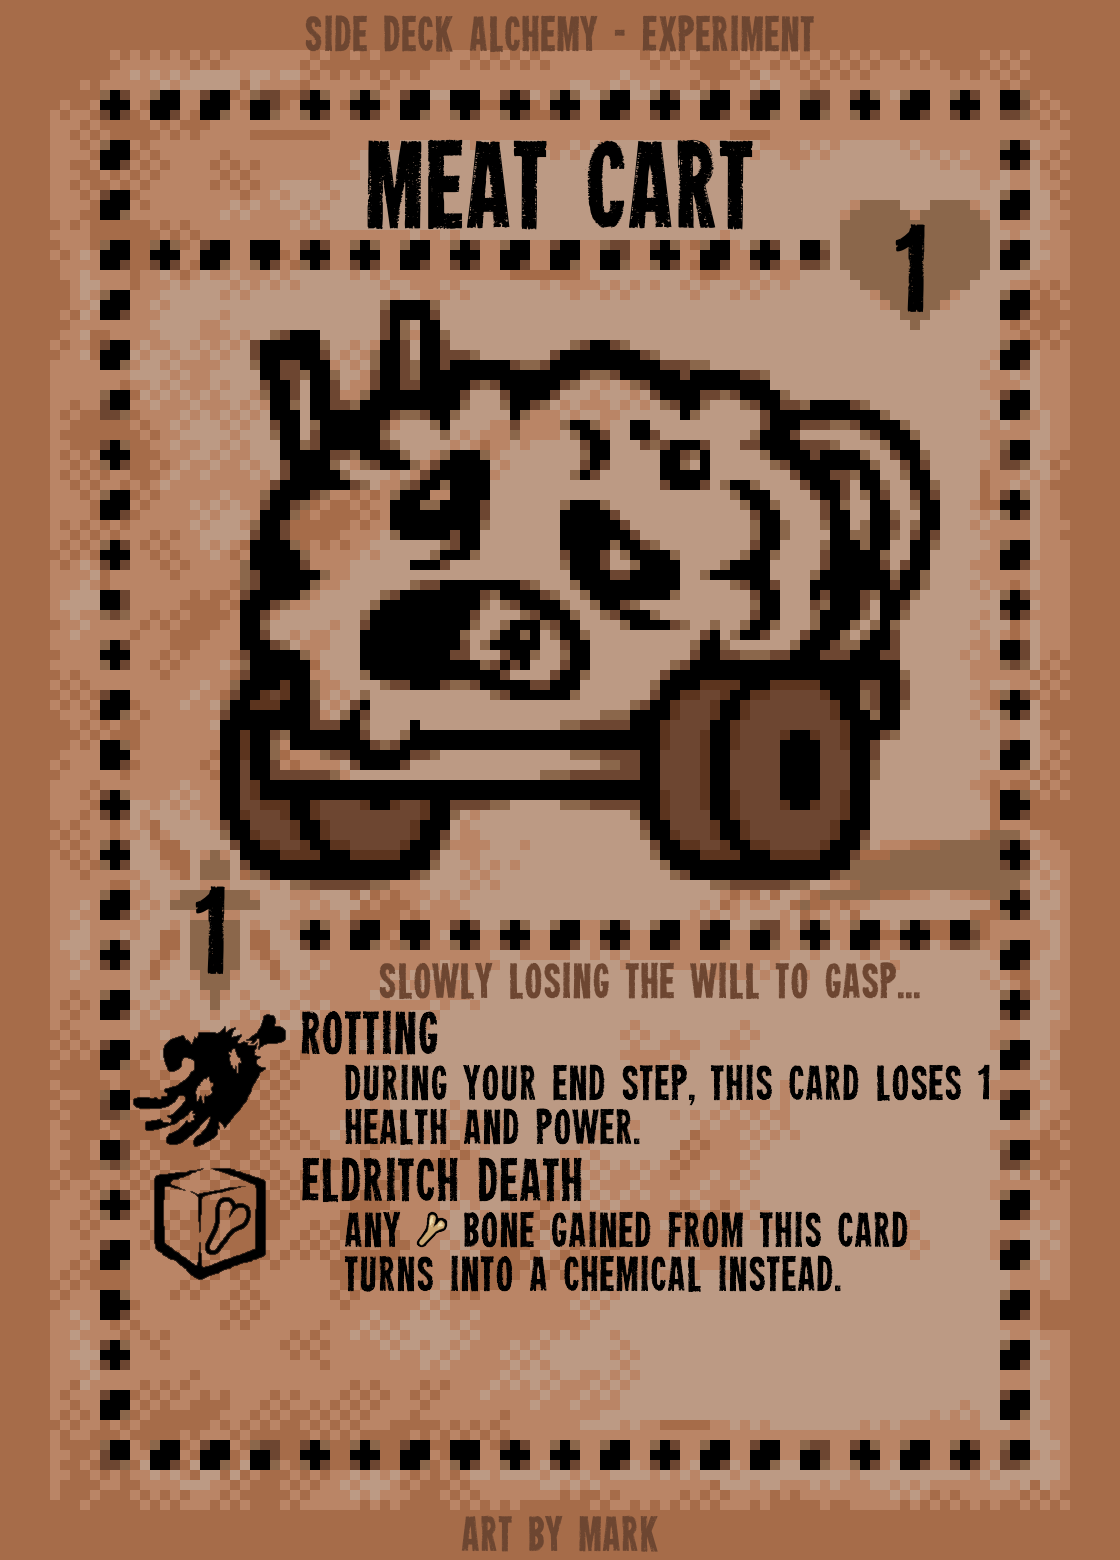 SIDE DECK ALCHEMY - EXPERIMENT
MEAT CART
1
1
SLOWLY LOSING THE WILL TO GASP...
ROTTING
DURING YOUR END STEP, THIS CARD LOSES 1
HEALTH AND POWER.
ELDRITCH DEATH
ANY BONE GAINED FROM THIS CARD
TURNS INTO A CHEMICAL INSTEAD.
ART BY MARK